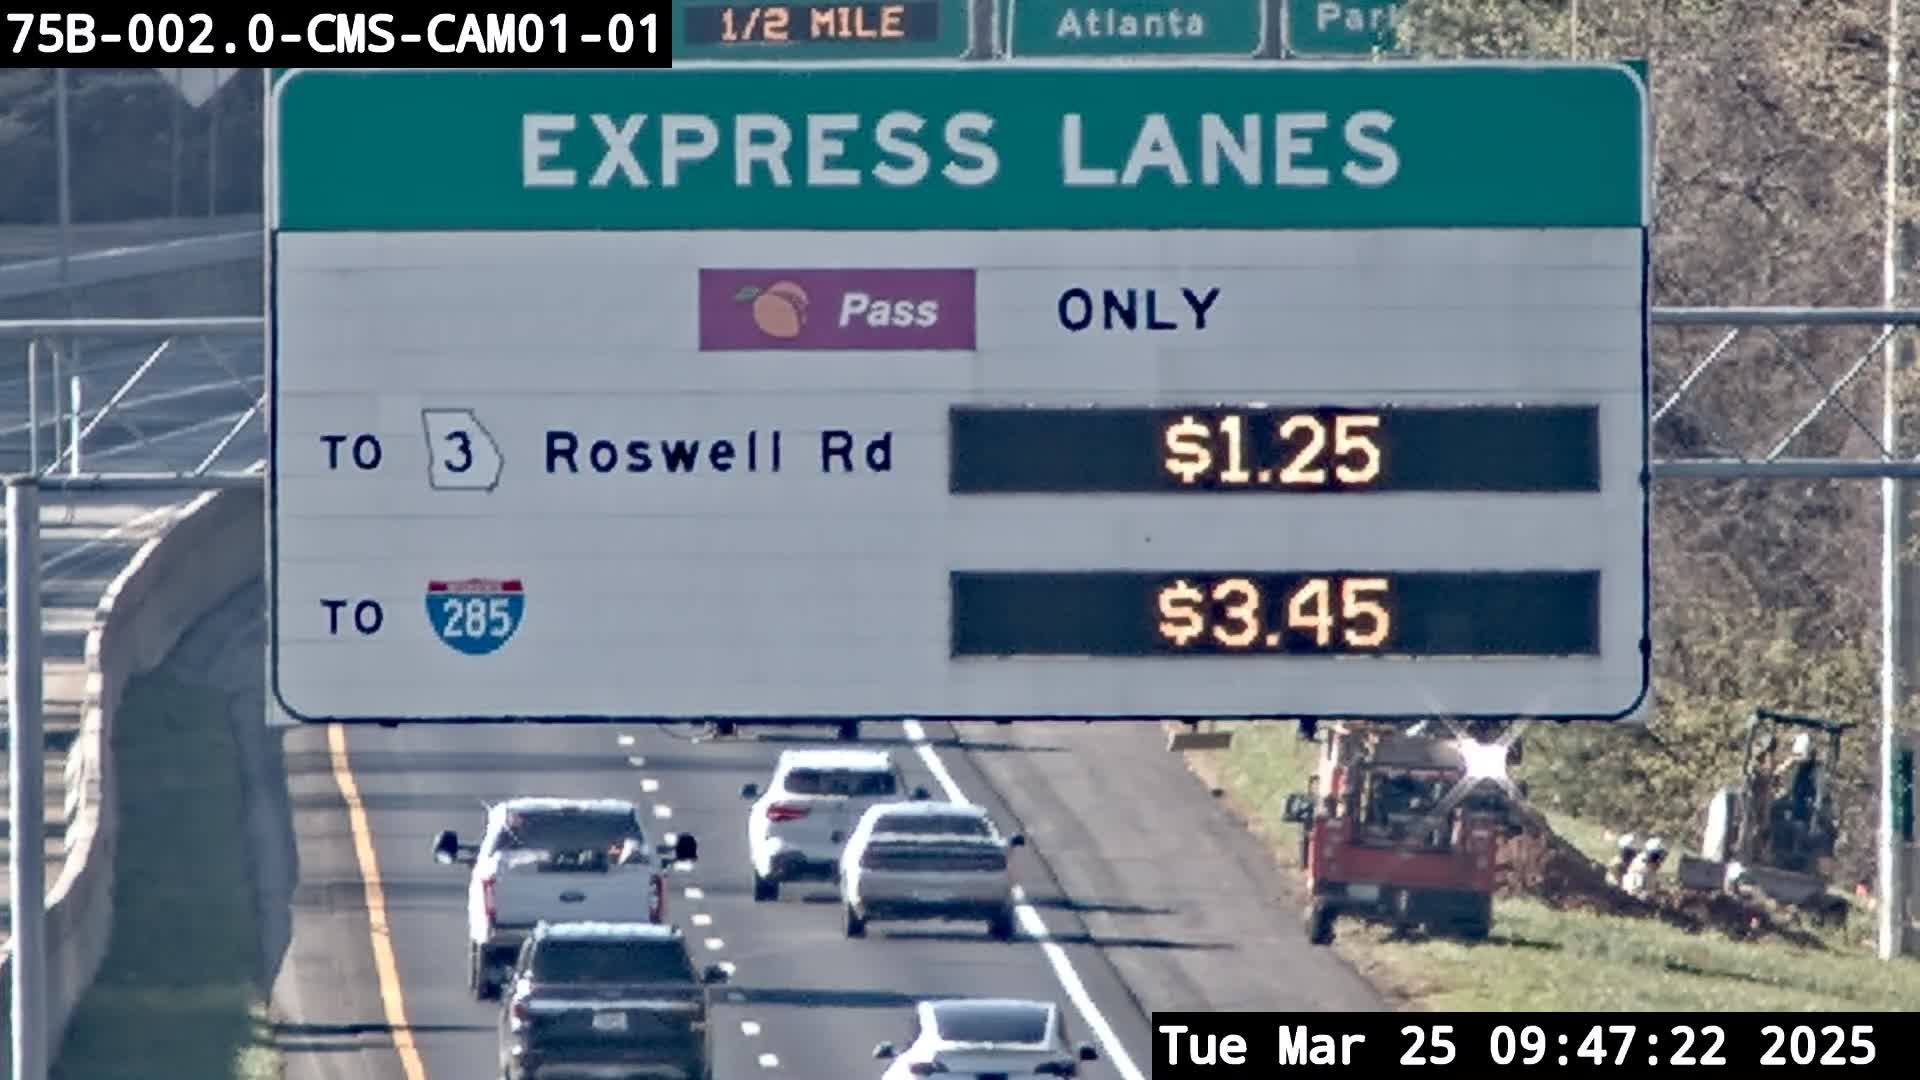 75B-002.0-CMS-CAM01-01
1/2 MILE
Atlanta
EXPRESS LANES
Pass ONLY
TO 3 Roswell Rd $1.25
TO 285 $3.45
Tue Mar 25 09:47:22 2025